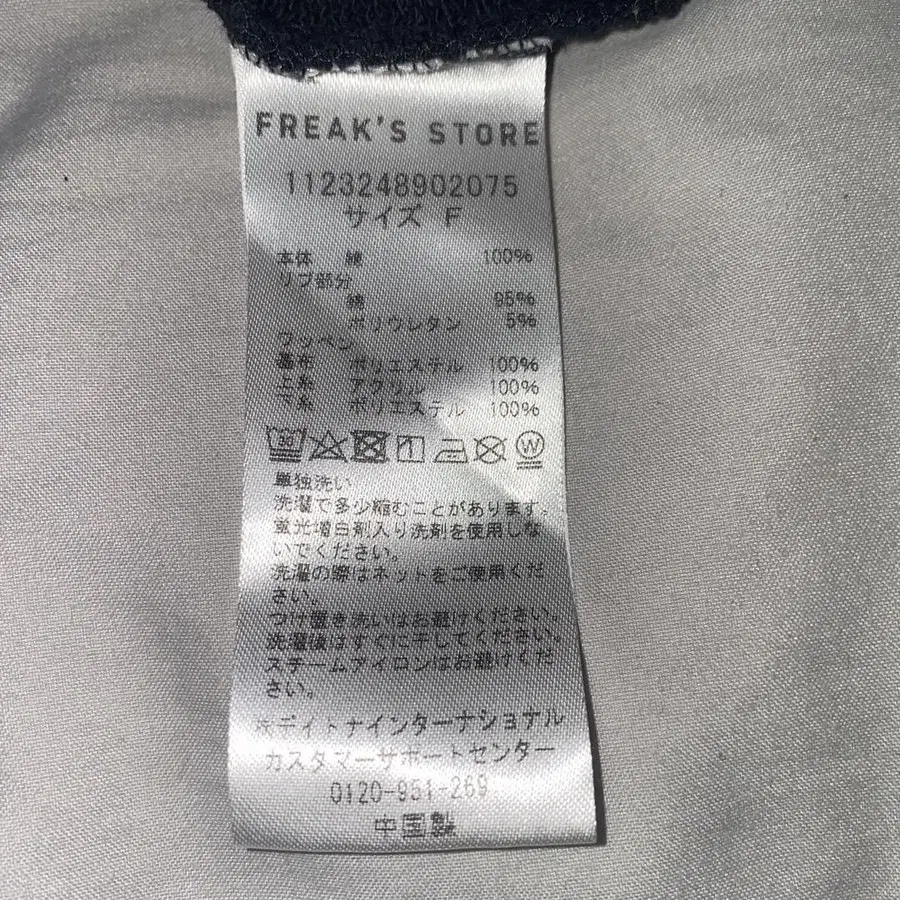 FREAK'S STORE
1123248902075
サイズ F
本体 綿 100%
リブ部分
綿 95%
ポリウレタン 5%
ワッペン
基布 ポリエステル 100%
上糸 アクリル 100%
下糸 ポリエステル 100%
30 1 W
単独洗い
洗濯で多少縮むことがあります。
蛍光増白剤入り洗剤を使用しな
いでください。
洗濯の際はネットをご使用くだ
さい。
つけ置き洗いはお避けください。
洗濯後はすぐに干してください。
スチームアイロンはお避けくだ
さい。
㈱デイトナインターナショナル
カスタマーサポートセンター
0120-951-269
中国製